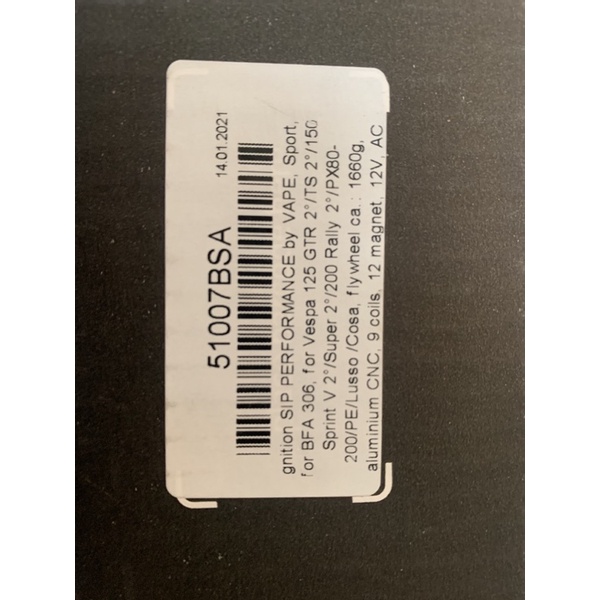 14.01.2021
51007BSA
gnition SIP PERFORMANCE by VAPE, Sport,
for BFA 306, for Vespa 125 GTR 2°/TS 2°/150
Sprint V 2°/Super 2°/200 Rally 2°/PX80-
200/PE/Lusso /Cosa, flywheel ca.: 1660g,
aluminium CNC, 9 coils, 12 magnet, 12V, AC